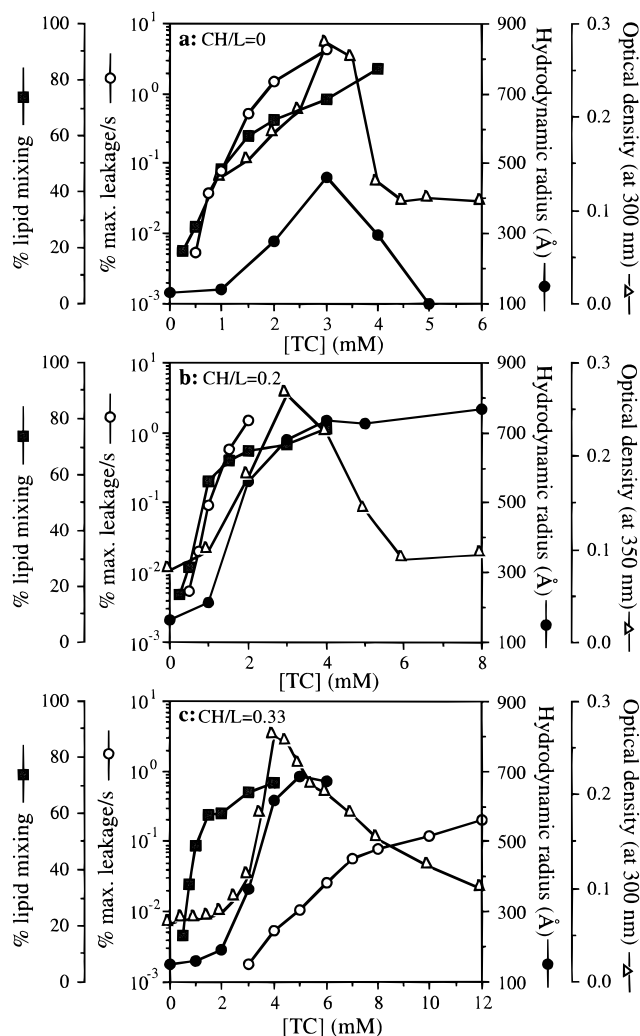 % lipid mixing
100
80
60
40
20
0
% max. leakage/s
10^1
10^0
10^-1
10^-2
10^-3
a: CH/L=0
0 1 2 3 4 5 6
[TC] (mM)
900
700
500
300
100
Hydrodynamic radius (Å)
0.3
0.2
0.1
0.0
Optical density (at 300 nm)
% lipid mixing
100
80
60
40
20
0
% max. leakage/s
10^1
10^0
10^-1
10^-2
10^-3
b: CH/L=0.2
0 2 4 6 8
[TC] (mM)
900
700
500
300
100
Hydrodynamic radius (Å)
0.3
0.2
0.1
0.0
Optical density (at 350 nm)
% lipid mixing
100
80
60
40
20
0
% max. leakage/s
10^1
10^0
10^-1
10^-2
10^-3
c: CH/L=0.33
0 2 4 6 8 10 12
[TC] (mM)
900
700
500
300
100
Hydrodynamic radius (Å)
0.3
0.2
0.1
0.0
Optical density (at 300 nm)